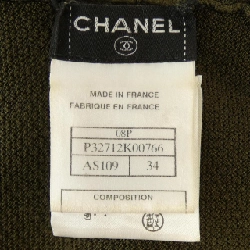 CHANEL
MADE IN FRANCE
FABRIQUE EN FRANCE
08P
P32712K00766
AS109 34
COMPOSITION